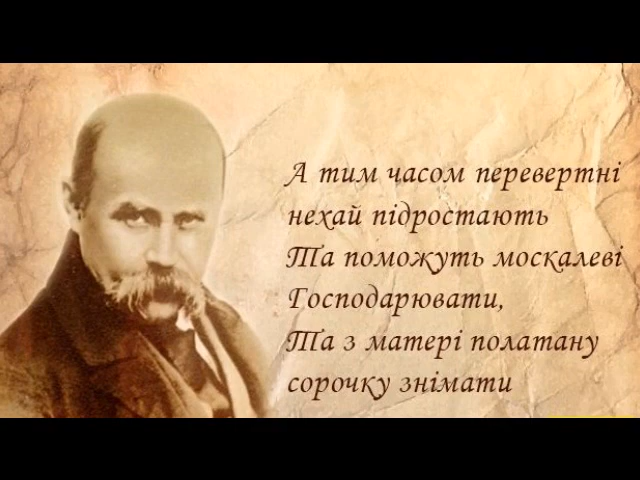 А тим часом перевертні
нехай підростають
Та поможуть москалеві
Господарювати,
Та з матері полатану
сорочку знімати